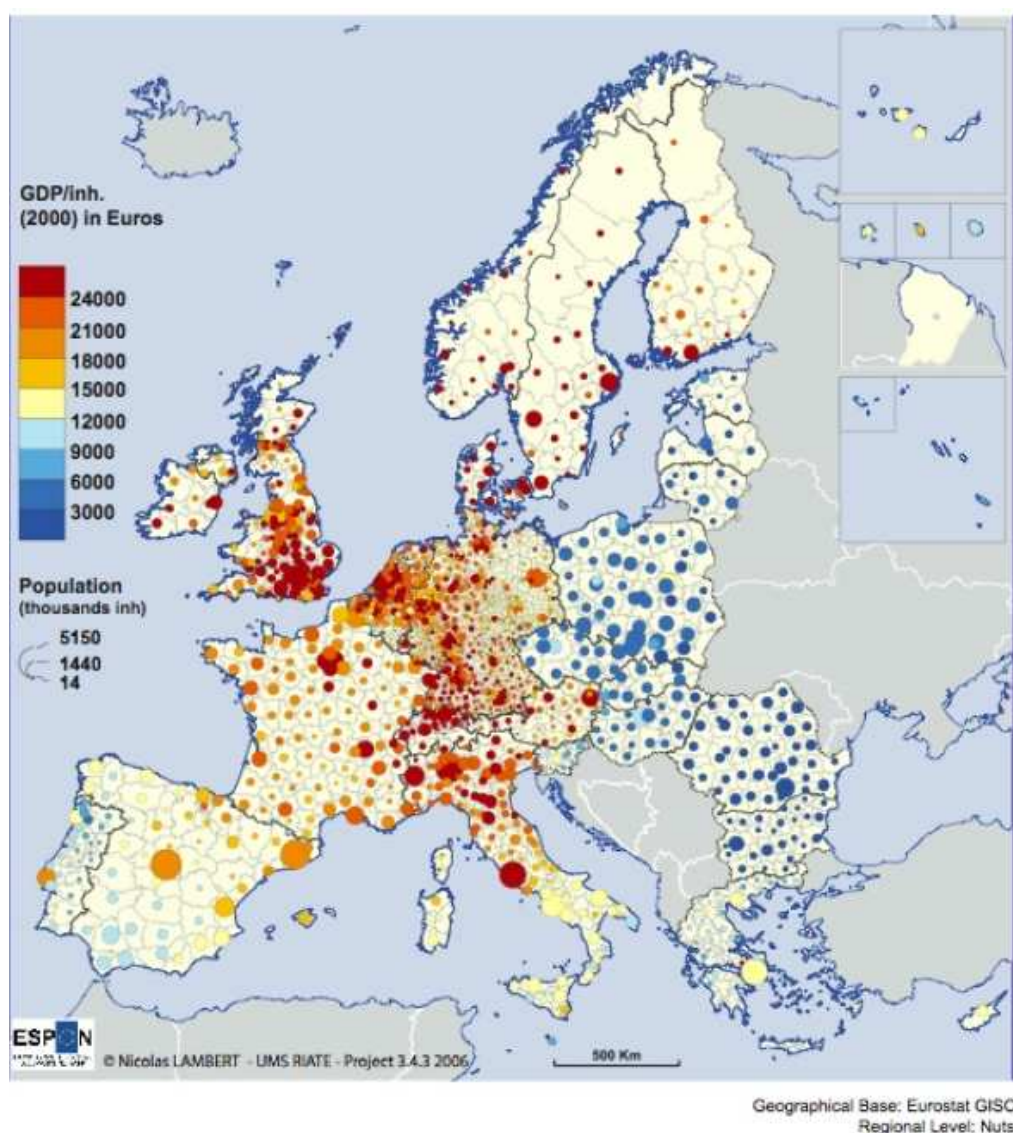 GDP/inh.
(2000) in Euros
24000
21000
18000
15000
12000
9000
6000
3000
Population
(thousands inh)
5150
1440
14
ESPON
© Nicolas LAMBERT - UMS RIATE - Project 3.4.3 2006
500 Km
Geographical Base: Eurostat GISC
Regional Level: Nuts